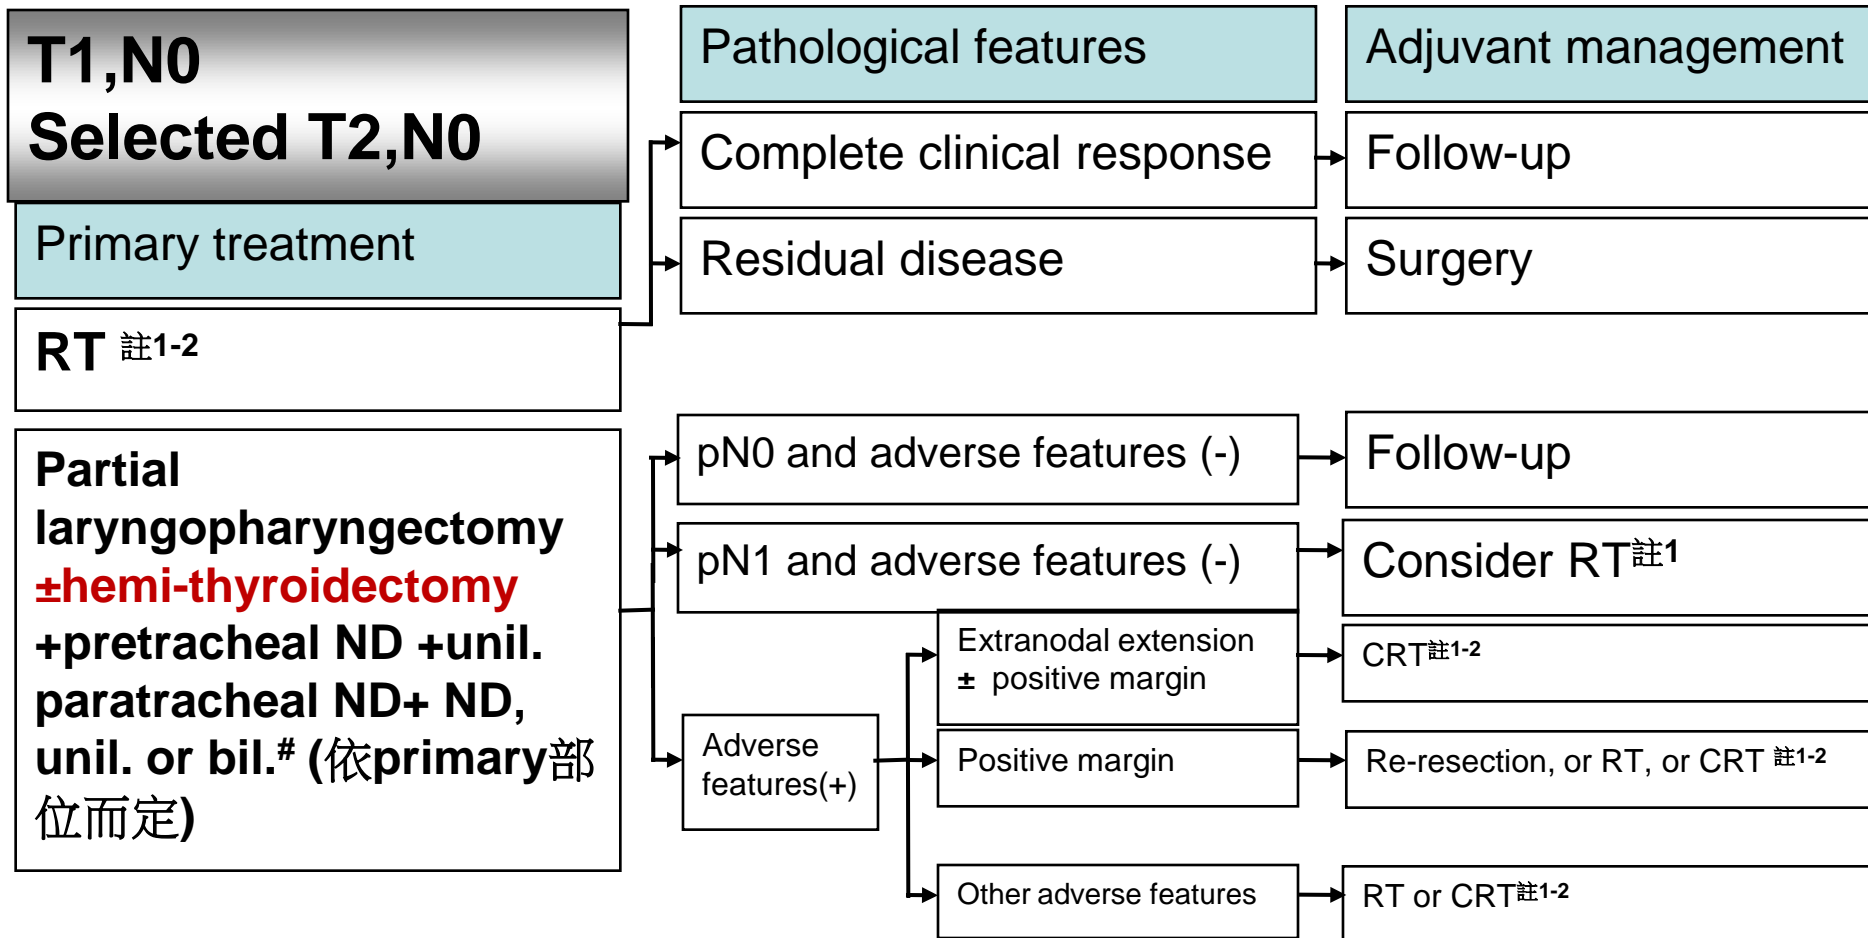 T1,N0
Selected T2,N0
Pathological features
Adjuvant management
Complete clinical response
Follow-up
Primary treatment
Residual disease
Surgery
RT 註1-2
Partial
laryngopharyngectomy
±hemi-thyroidectomy
+pretracheal ND +unil.
paratracheal ND+ ND,
unil. or bil.# (依primary部
位而定)
pN0 and adverse features (-)
Follow-up
pN1 and adverse features (-)
Consider RT註1
Extranodal extension
± positive margin
CRT註1-2
Adverse
features(+)
Positive margin
Re-resection, or RT, or CRT 註1-2
Other adverse features
RT or CRT註1-2